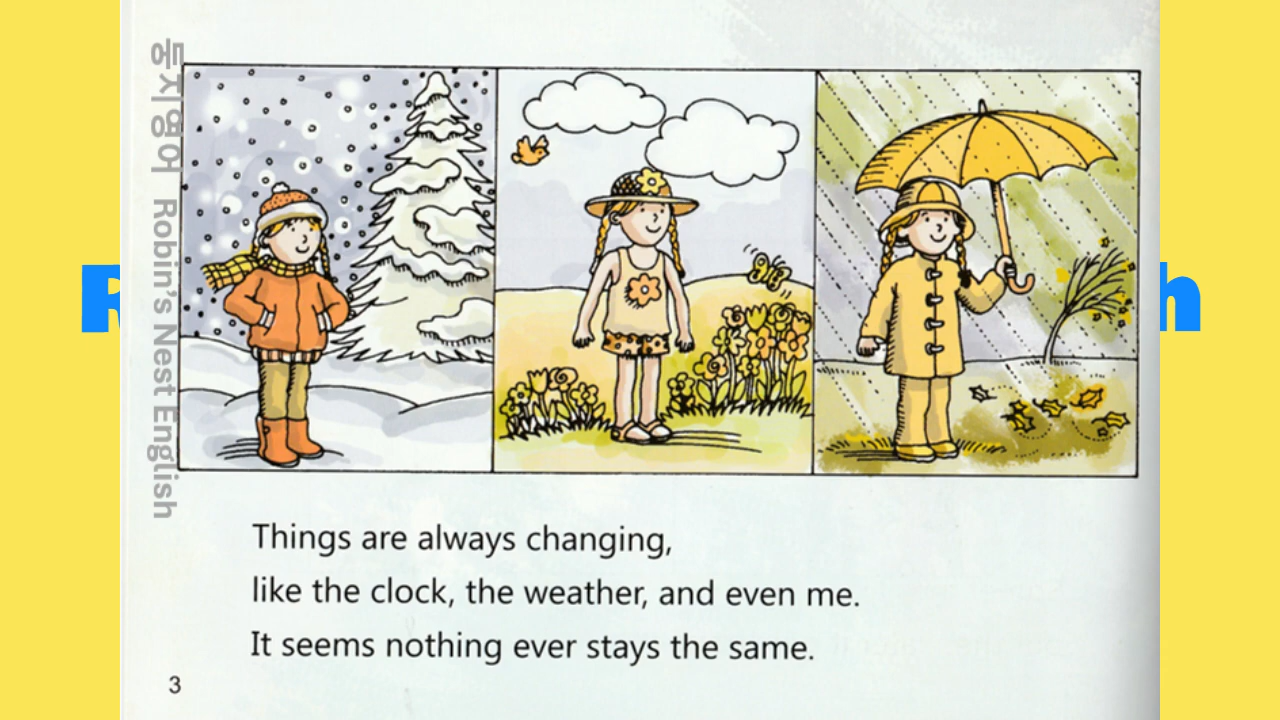 둥지영어 Robin's Nest English
Things are always changing,
like the clock, the weather, and even me.
It seems nothing ever stays the same.
3